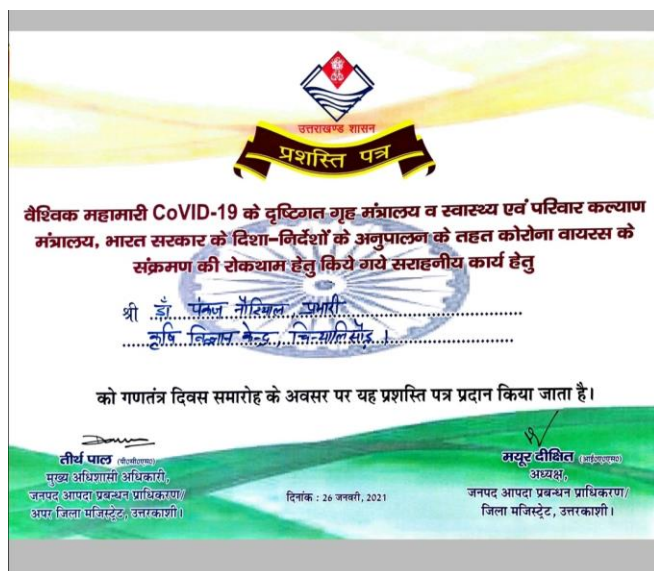 उत्तराखण्ड शासन
प्रशस्ति पत्र
वैश्विक महामारी CoVID-19 के दृष्टिगत गृह मंत्रालय व स्वास्थ्य एवं परिवार कल्याण
मंत्रालय, भारत सरकार के दिशा-निर्देशों के अनुपालन के तहत कोरोना वायरस के
संक्रमण की रोकथाम हेतु किये गये सराहनीय कार्य हेतु
श्री डॉ पंकज नौटियाल, प्रभारी
कृषि विज्ञान केन्द्र, चिन्यालीसौड़।
को गणतंत्र दिवस समारोह के अवसर पर यह प्रशस्ति पत्र प्रदान किया जाता है।
तीर्थ पाल (पी०सी०एस०)
मुख्य अधिशासी अधिकारी,
जनपद आपदा प्रबन्धन प्राधिकरण/
अपर जिला मजिस्ट्रेट, उत्तरकाशी।
दिनांक : 26 जनवरी, 2021
मयूर दीक्षित (आई०ए०एस०)
अध्यक्ष,
जनपद आपदा प्रबन्धन प्राधिकरण/
जिला मजिस्ट्रेट, उत्तरकाशी।